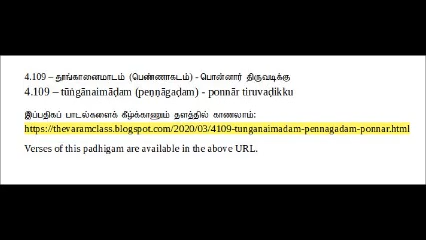 4.109 – தூங்கானைமாடம் (பெண்ணாகடம்) - பொன்னார் திருவடிக்கு
4.109 – tūṅgānaimāḍam (peṇṇāgaḍam) - ponnār tiruvaḍikku
இப்பதிகப் பாடல்களைக் கீழ்க்காணும் தளத்தில் காணலாம்:
https://thevaramclass.blogspot.com/2020/03/4109-tunganaimadam-pennagadam-ponnar.html
Verses of this padhigam are available in the above URL.